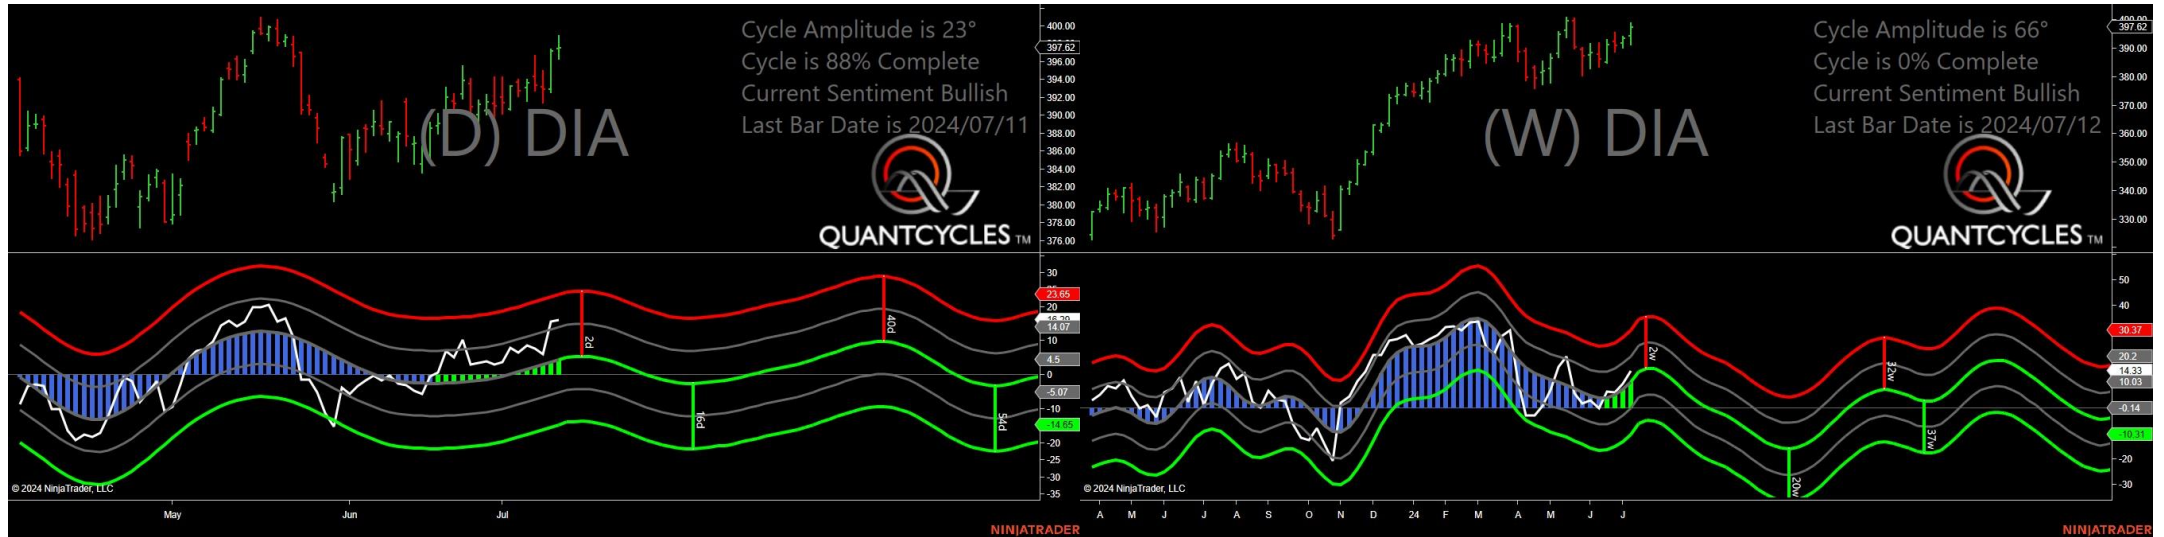 Cycle Amplitude is 23°
Cycle is 88% Complete
Current Sentiment Bullish
Last Bar Date is 2024/07/11
(D) DIA
QUANTCYCLES TM
400.00
397.62
396.00
394.00
392.00
390.00
388.00
386.00
384.00
382.00
380.00
378.00
376.00
30
23.65
20
14.07
10
4.5
0
-5.07
-10
-14.65
-20
-25
-30
-35
2d
16d
40d
54d
© 2024 NinjaTrader, LLC
May
Jun
Jul
NINJATRADER
Cycle Amplitude is 66°
Cycle is 0% Complete
Current Sentiment Bullish
Last Bar Date is 2024/07/12
(W) DIA
QUANTCYCLES TM
400.00
397.62
390.00
380.00
370.00
360.00
350.00
340.00
330.00
50
40
30.37
20.2
14.33
10.03
-0.14
-10.31
-20
-30
2w
20w
32w
37w
© 2024 NinjaTrader, LLC
A M J J A S O N D 24 F M A M J J
NINJATRADER